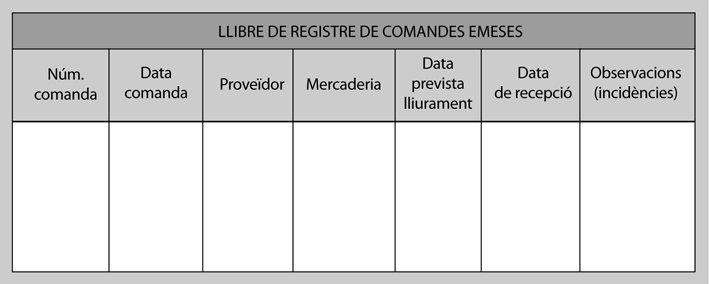 LLIBRE DE REGISTRE DE COMANDES EMESES
Núm.
comanda
Data
comanda
Proveïdor
Mercaderia
Data
prevista
lliurament
Data
de recepció
Observacions
(incidències)